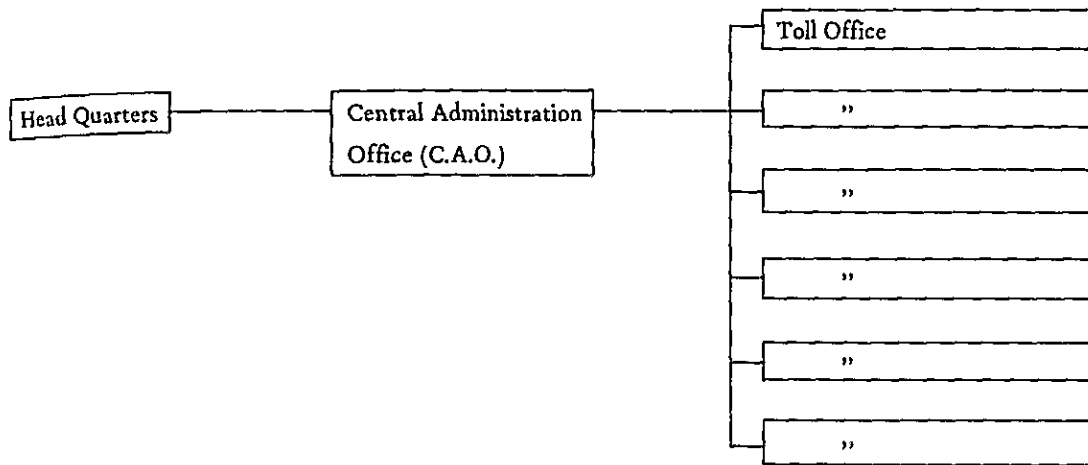 Toll Office
Head Quarters
Central Administration
Office (C.A.O.)
”
”
”
”
”